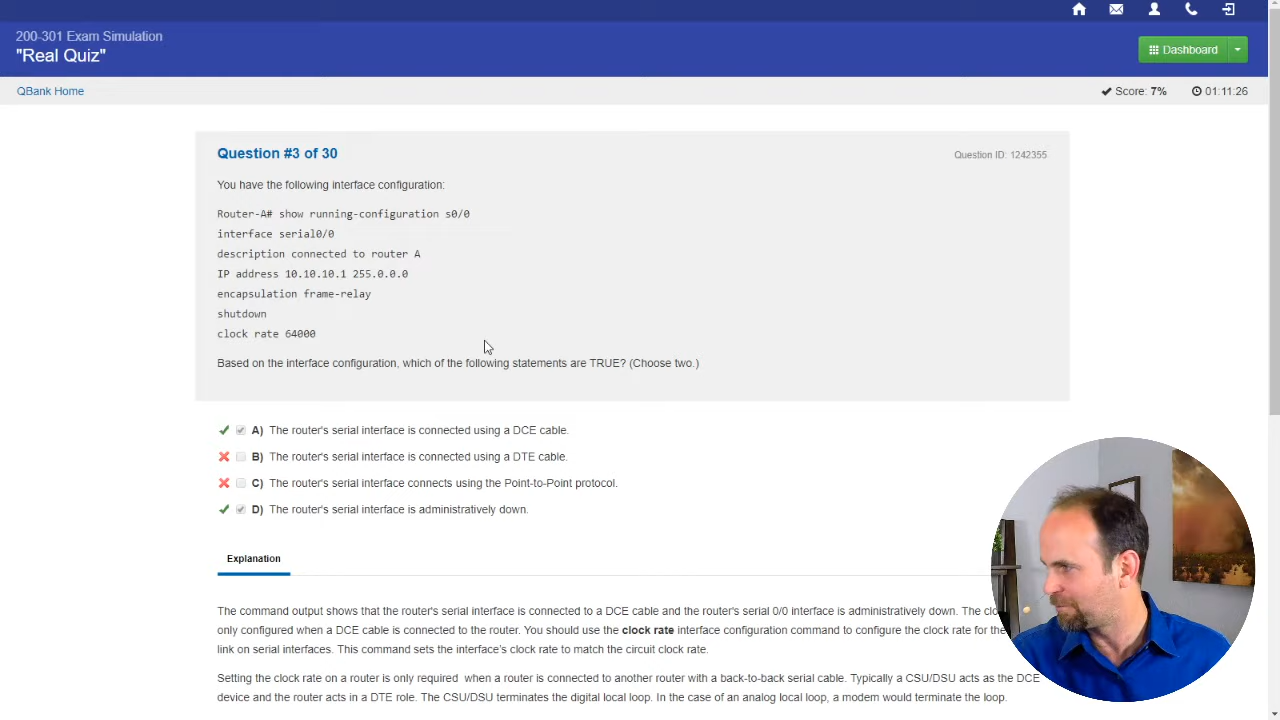 200-301 Exam Simulation
"Real Quiz"
Dashboard
QBank Home
Score: 7%
01:11:26
Question #3 of 30
Question ID: 1242355
You have the following interface configuration:
Router-A# show running-configuration s0/0
interface serial0/0
description connected to router A
IP address 10.10.10.1 255.0.0.0
encapsulation frame-relay
shutdown
clock rate 64000
Based on the interface configuration, which of the following statements are TRUE? (Choose two.)
A) The router's serial interface is connected using a DCE cable.
B) The router's serial interface is connected using a DTE cable.
C) The router's serial interface connects using the Point-to-Point protocol.
D) The router's serial interface is administratively down.
Explanation
The command output shows that the router's serial interface is connected to a DCE cable and the router's serial 0/0 interface is administratively down. The
only configured when a DCE cable is connected to the router. You should use the clock rate interface configuration command to configure the clock rate for the
link on serial interfaces. This command sets the interface's clock rate to match the circuit clock rate.
Setting the clock rate on a router is only required when a router is connected to another router with a back-to-back serial cable. Typically a CSU/DSU acts as the DCE
device and the router acts in a DTE role. The CSU/DSU terminates the digital local loop. In the case of an analog local loop, a modem would terminate the loop.